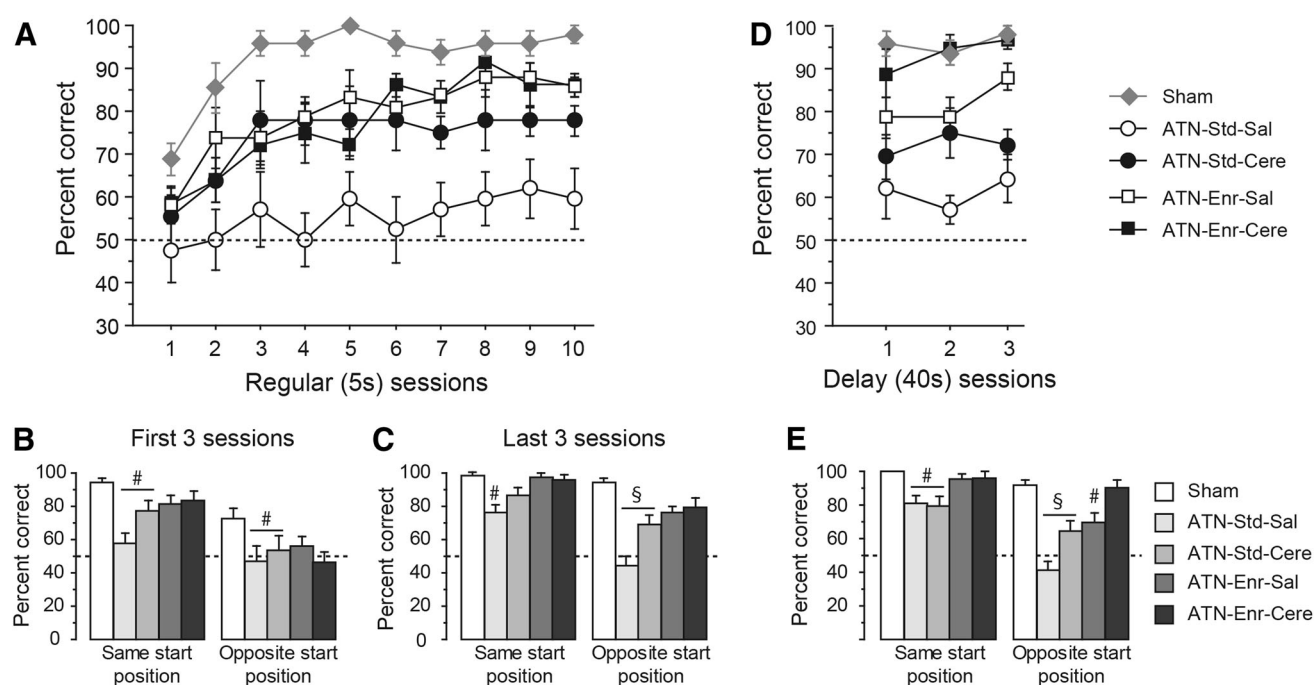 A
Percent correct
100
90
80
70
60
50
40
30
1 2 3 4 5 6 7 8 9 10
Regular (5s) sessions
D
Percent correct
100
90
80
70
60
50
40
30
1 2 3
Delay (40s) sessions
Sham
ATN-Std-Sal
ATN-Std-Cere
ATN-Enr-Sal
ATN-Enr-Cere
B
First 3 sessions
Percent correct
100
80
60
40
20
0
#
#
Same start
position
Opposite start
position
C
Last 3 sessions
Percent correct
100
80
60
40
20
0
#
§
Same start
position
Opposite start
position
E
Percent correct
100
80
60
40
20
0
#
§
#
Same start
position
Opposite start
position
Sham
ATN-Std-Sal
ATN-Std-Cere
ATN-Enr-Sal
ATN-Enr-Cere